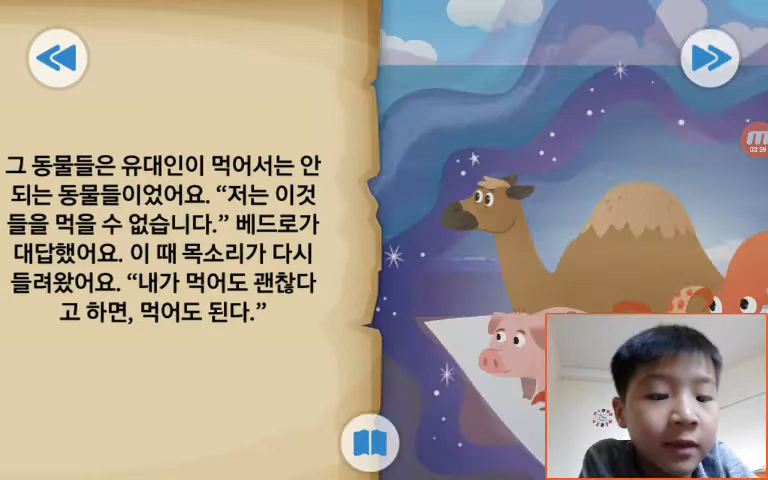 그 동물들은 유대인이 먹어서는 안
되는 동물들이었어요. “저는 이것
들을 먹을 수 없습니다.” 베드로가
대답했어요. 이 때 목소리가 다시
들려왔어요. “내가 먹어도 괜찮다
고 하면, 먹어도 된다.”
03:59